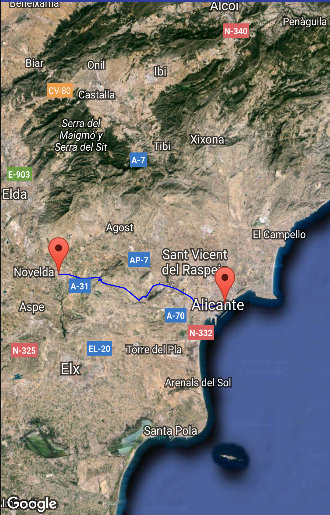 Beneixama
Alcoi
Penàguila
N-340
Biar
Onil
Ibi
CV-80
Castalla
Serra del
Maigmo y
Serra del Sit
Tibi
Xixona
A-7
E-903
Elda
Agost
El Campello
AP-7
Sant Vicent
del Raspeig
Novelda
A-31
Alicante
Aspe
A-70
N-332
N-325
EL-20
Torre del Pla
Elx
Arenals del Sol
Santa Pola
Google